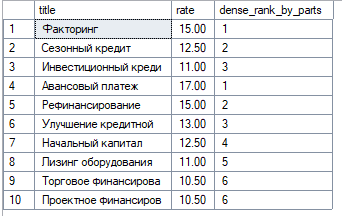 title rate dense_rank_by_parts
1 Факторинг 15.00 1
2 Сезонный кредит 12.50 2
3 Инвестиционный креди 11.00 3
4 Авансовый платеж 17.00 1
5 Рефинансирование 15.00 2
6 Улучшение кредитной 13.00 3
7 Начальный капитал 12.50 4
8 Лизинг оборудования 11.00 5
9 Торговое финансирова 10.50 6
10 Проектное финансиров 10.50 6